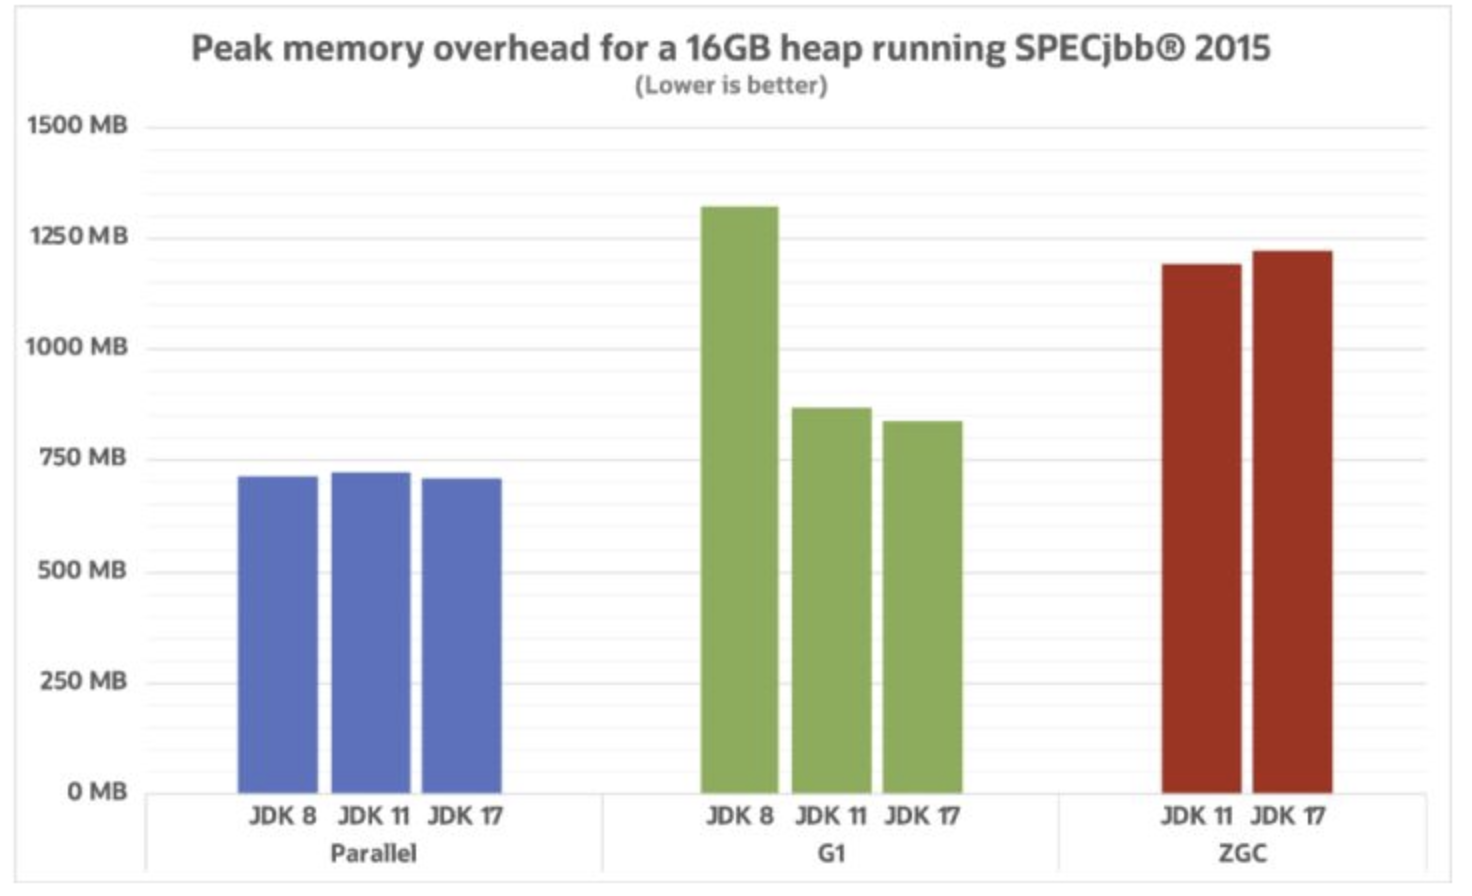 Peak memory overhead for a 16GB heap running SPECjbb® 2015
(Lower is better)
1500 MB
1250 MB
1000 MB
750 MB
500 MB
250 MB
0 MB
JDK 8 JDK 11 JDK 17 JDK 8 JDK 11 JDK 17 JDK 11 JDK 17
Parallel G1 ZGC